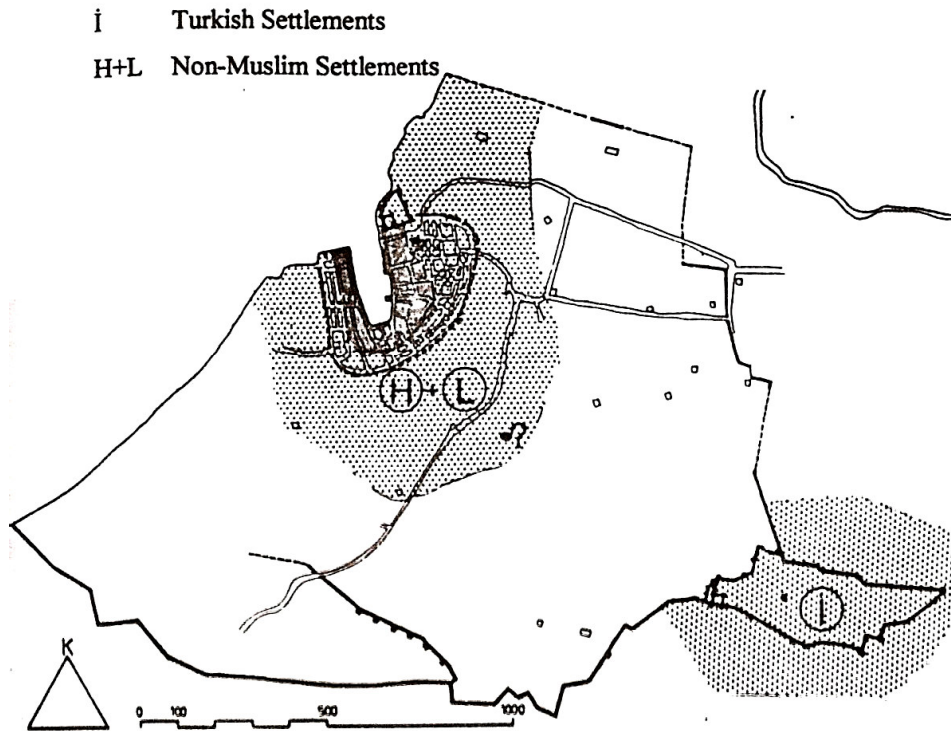 İ Turkish Settlements
H+L Non-Muslim Settlements
H + L
?
İ
K
0 100 500 1000